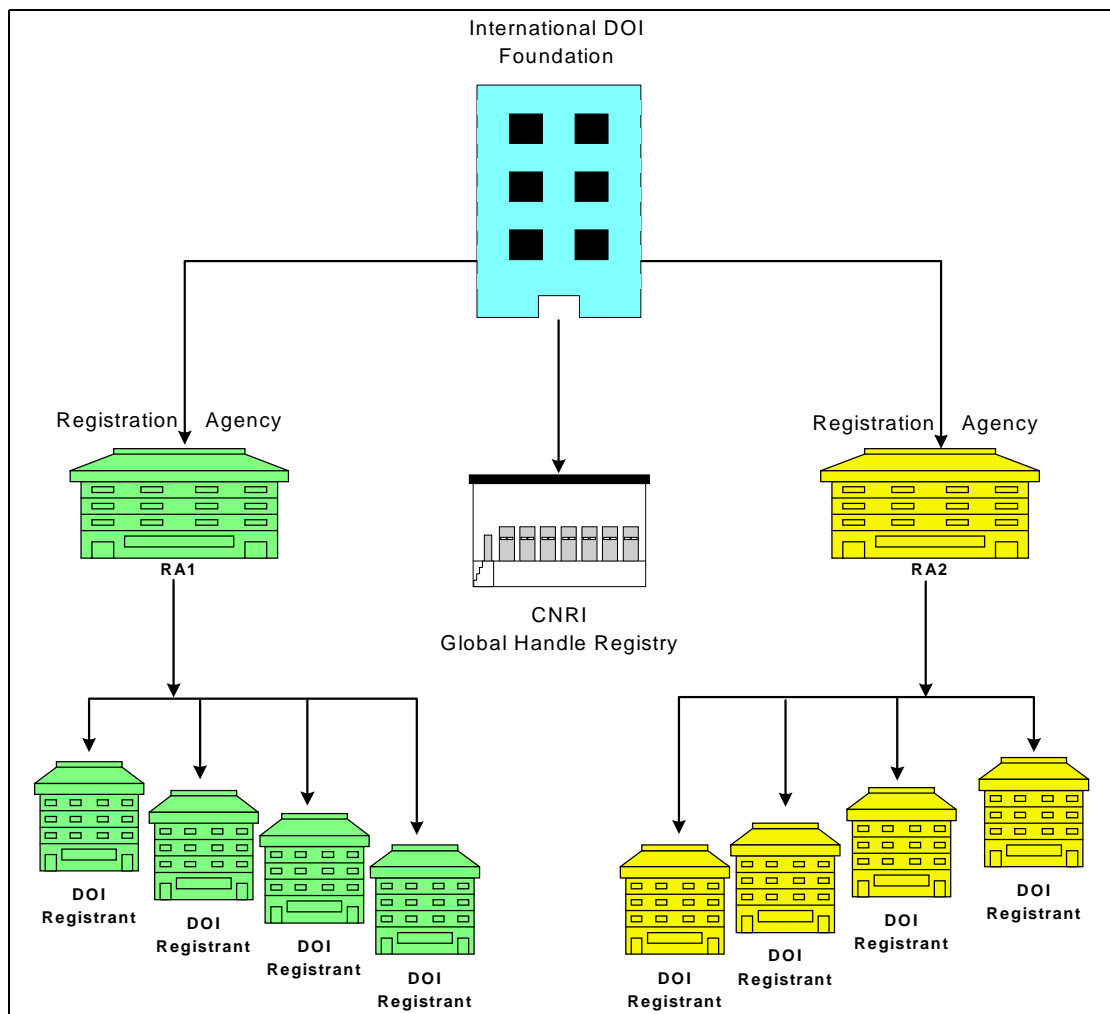 International DOI
Foundation
Registration Agency
Registration Agency
RA1
RA2
CNRI
Global Handle Registry
DOI
Registrant
DOI
Registrant
DOI
Registrant
DOI
Registrant
DOI
Registrant
DOI
Registrant
DOI
Registrant
DOI
Registrant